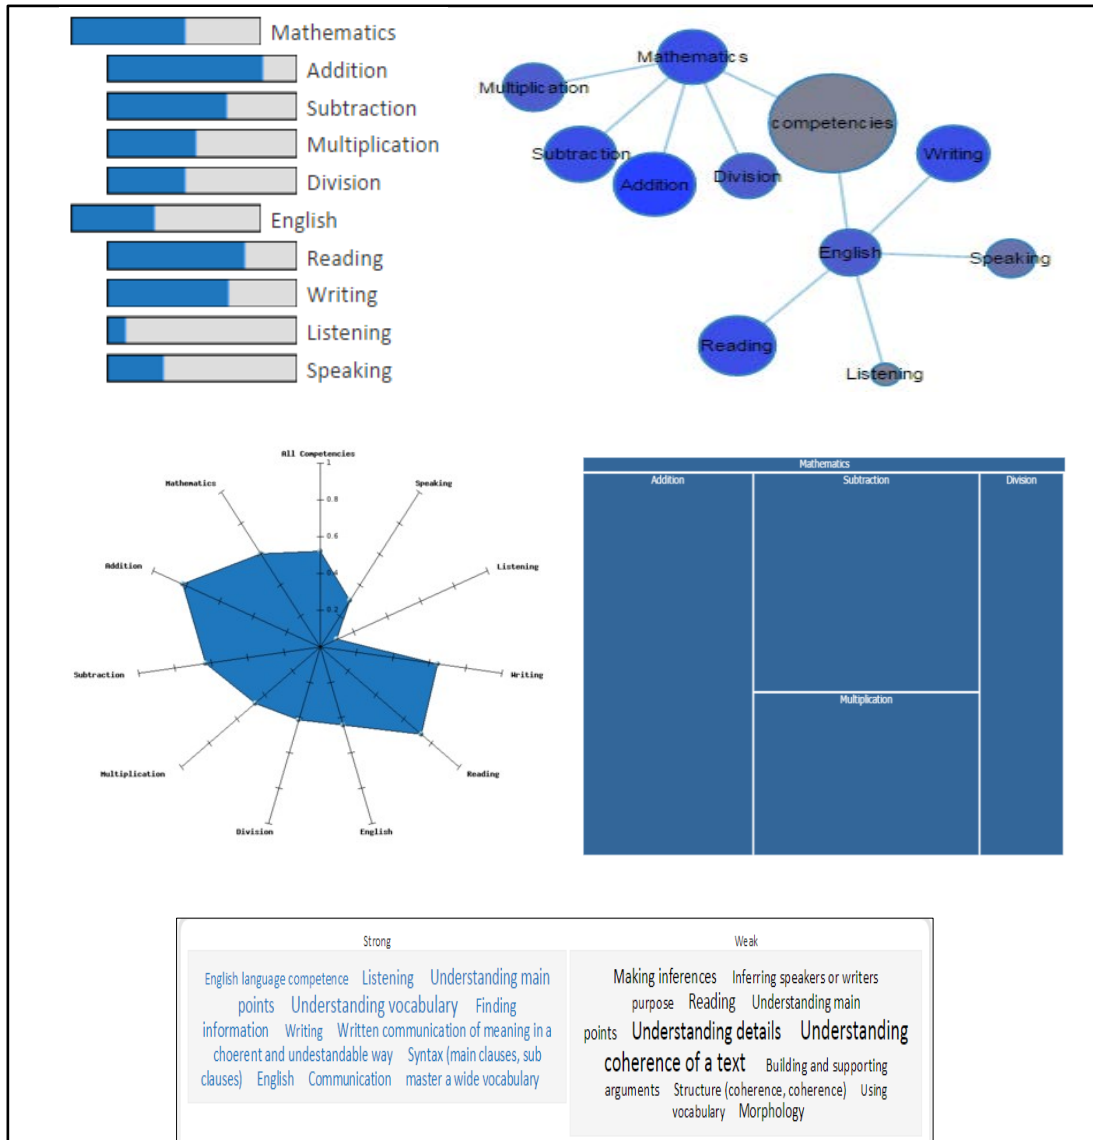 Mathematics
Addition
Subtraction
Multiplication
Division
English
Reading
Writing
Listening
Speaking
Mathematics
Multiplication
competencies
Subtraction
Addition
Division
Writing
English
Speaking
Reading
Listening
All Competencies
1
Mathematics
Speaking
0.8
0.6
Addition
Listening
0.4
0.2
Subtraction
Writing
Multiplication
Reading
Division
English
Mathematics
Addition
Subtraction
Division
Multiplication
Strong
English language competence Listening Understanding main
points Understanding vocabulary Finding
information Writing Written communication of meaning in a
choerent and undestandable way Syntax (main clauses, sub
clauses) English Communication master a wide vocabulary
Weak
Making inferences Inferring speakers or writers
purpose Reading Understanding main
points Understanding details Understanding
coherence of a text Building and supporting
arguments Structure (coherence, coherence) Using
vocabulary Morphology